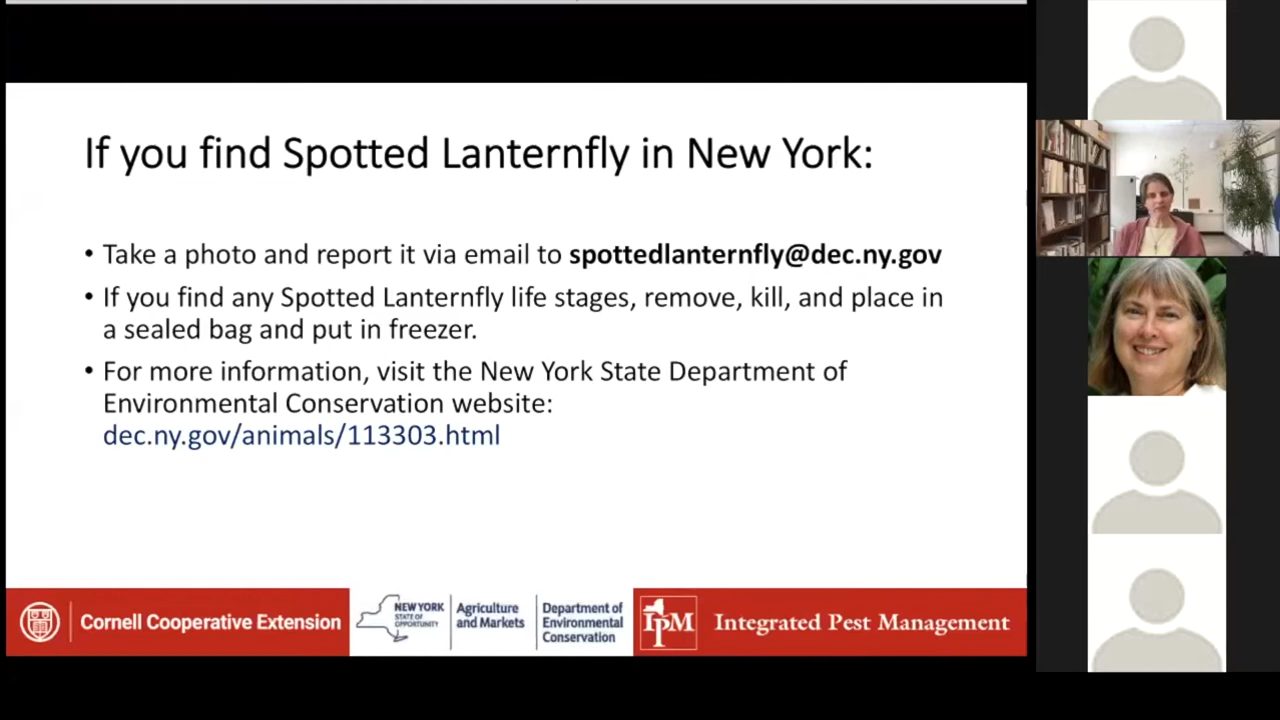 If you find Spotted Lanternfly in New York:
• Take a photo and report it via email to spottedlanternfly@dec.ny.gov
• If you find any Spotted Lanternfly life stages, remove, kill, and place in
a sealed bag and put in freezer.
• For more information, visit the New York State Department of
Environmental Conservation website:
dec.ny.gov/animals/113303.html
Cornell Cooperative Extension
NEW YORK
STATE OF
OPPORTUNITY
Agriculture
and Markets
Department of
Environmental
Conservation
IPM
Integrated Pest Management